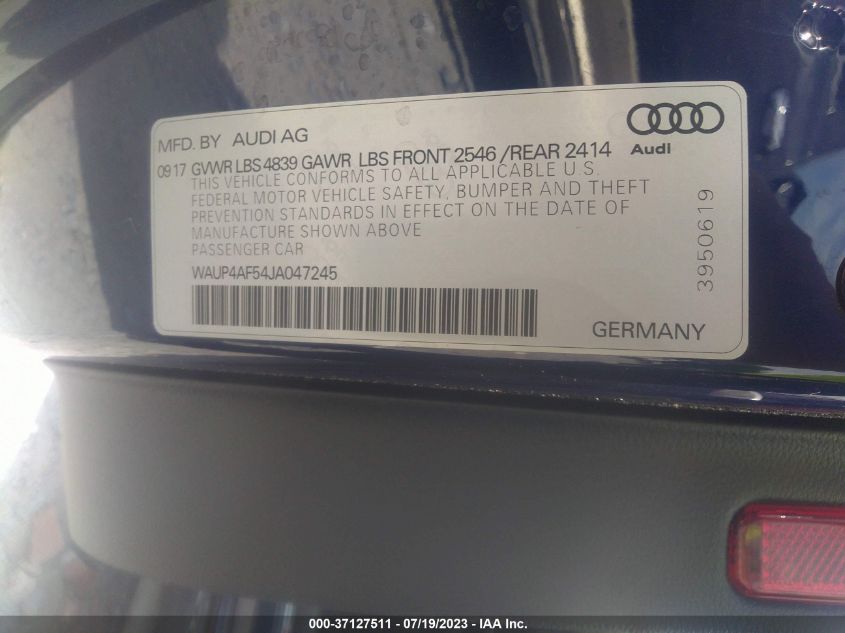 MFD. BY AUDI AG
Audi
0917 GVWR LBS 4839 GAWR LBS FRONT 2546 /REAR 2414
THIS VEHICLE CONFORMS TO ALL APPLICABLE U.S.
FEDERAL MOTOR VEHICLE SAFETY, BUMPER AND THEFT
PREVENTION STANDARDS IN EFFECT ON THE DATE OF
MANUFACTURE SHOWN ABOVE
PASSENGER CAR
WAUP4AF54JA047245
3950619
GERMANY
000-37127511 - 07/19/2023 - IAA Inc.